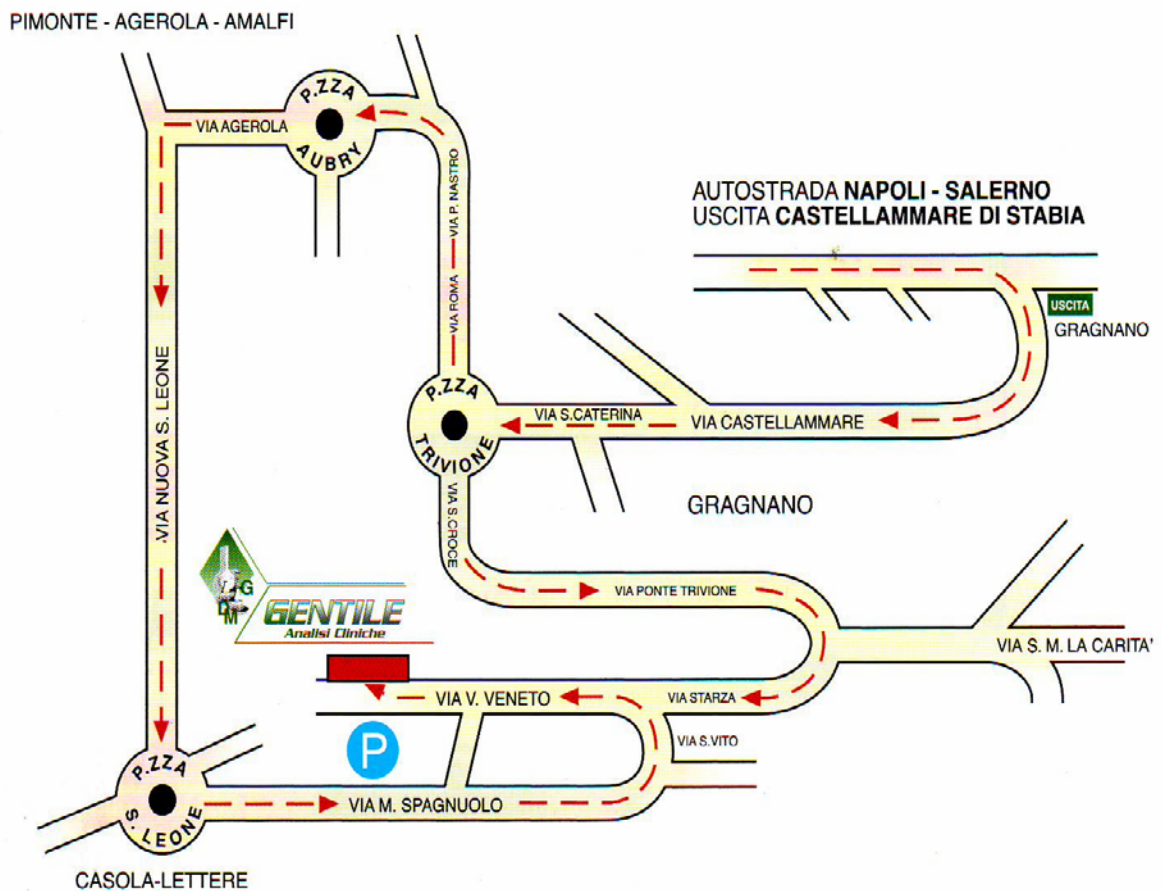 PIMONTE - AGEROLA - AMALFI
P.ZZA
AUBRY
VIA AGEROLA
VIA P. NASTRO
VIA ROMA
AUTOSTRADA NAPOLI - SALERNO
USCITA CASTELLAMMARE DI STABIA
USCITA
GRAGNANO
VIA NUOVA S. LEONE
P.ZZA
TRIVIONE
VIA S.CATERINA
VIA CASTELLAMMARE
GRAGNANO
VIA S.CROCE
VIA PONTE TRIVIONE
G
D
M
GENTILE
Analisi Cliniche
VIA S. M. LA CARITA'
VIA V. VENETO
VIA STARZA
VIA S.VITO
P
P.ZZA
S. LEONE
VIA M. SPAGNUOLO
CASOLA-LETTERE